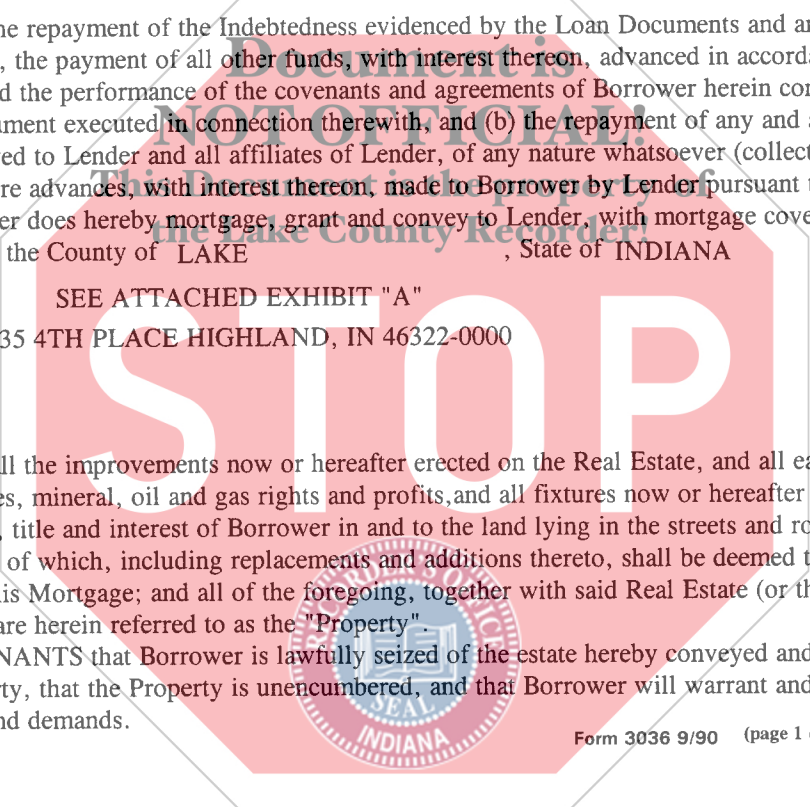 he repayment of the Indebtedness evidenced by the Loan Documents and a
, the payment of all other funds, with interest thereon, advanced in accord
d the performance of the covenants and agreements of Borrower herein co
ument executed in connection therewith, and (b) the repayment of any and
ed to Lender and all affiliates of Lender, of any nature whatsoever (collect
re advances, with interest thereon, made to Borrower by Lender pursuant
er does hereby mortgage, grant and convey to Lender, with mortgage cove
the County of LAKE , State of INDIANA
SEE ATTACHED EXHIBIT "A"
35 4TH PLACE HIGHLAND, IN 46322-0000
ll the improvements now or hereafter erected on the Real Estate, and all ea
es, mineral, oil and gas rights and profits,and all fixtures now or hereafter
, title and interest of Borrower in and to the land lying in the streets and ro
of which, including replacements and additions thereto, shall be deemed t
is Mortgage; and all of the foregoing, together with said Real Estate (or th
are herein referred to as the "Property".
NANTS that Borrower is lawfully seized of the estate hereby conveyed and
ty, that the Property is unencumbered, and that Borrower will warrant and
nd demands.
Form 3036 9/90 (page 1
Document is
NOT OFFICIAL!
This Document is the property of
the Lake County Recorder!
STOP
RECORDER'S OFFICE
SEAL
INDIANA